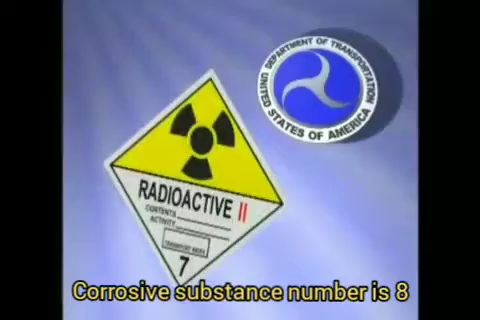 DEPARTMENT OF TRANSPORTATION
UNITED STATES OF AMERICA
RADIOACTIVE II
CONTENTS
ACTIVITY
TRANSPORT INDEX
7
Corrosive substance number is 8